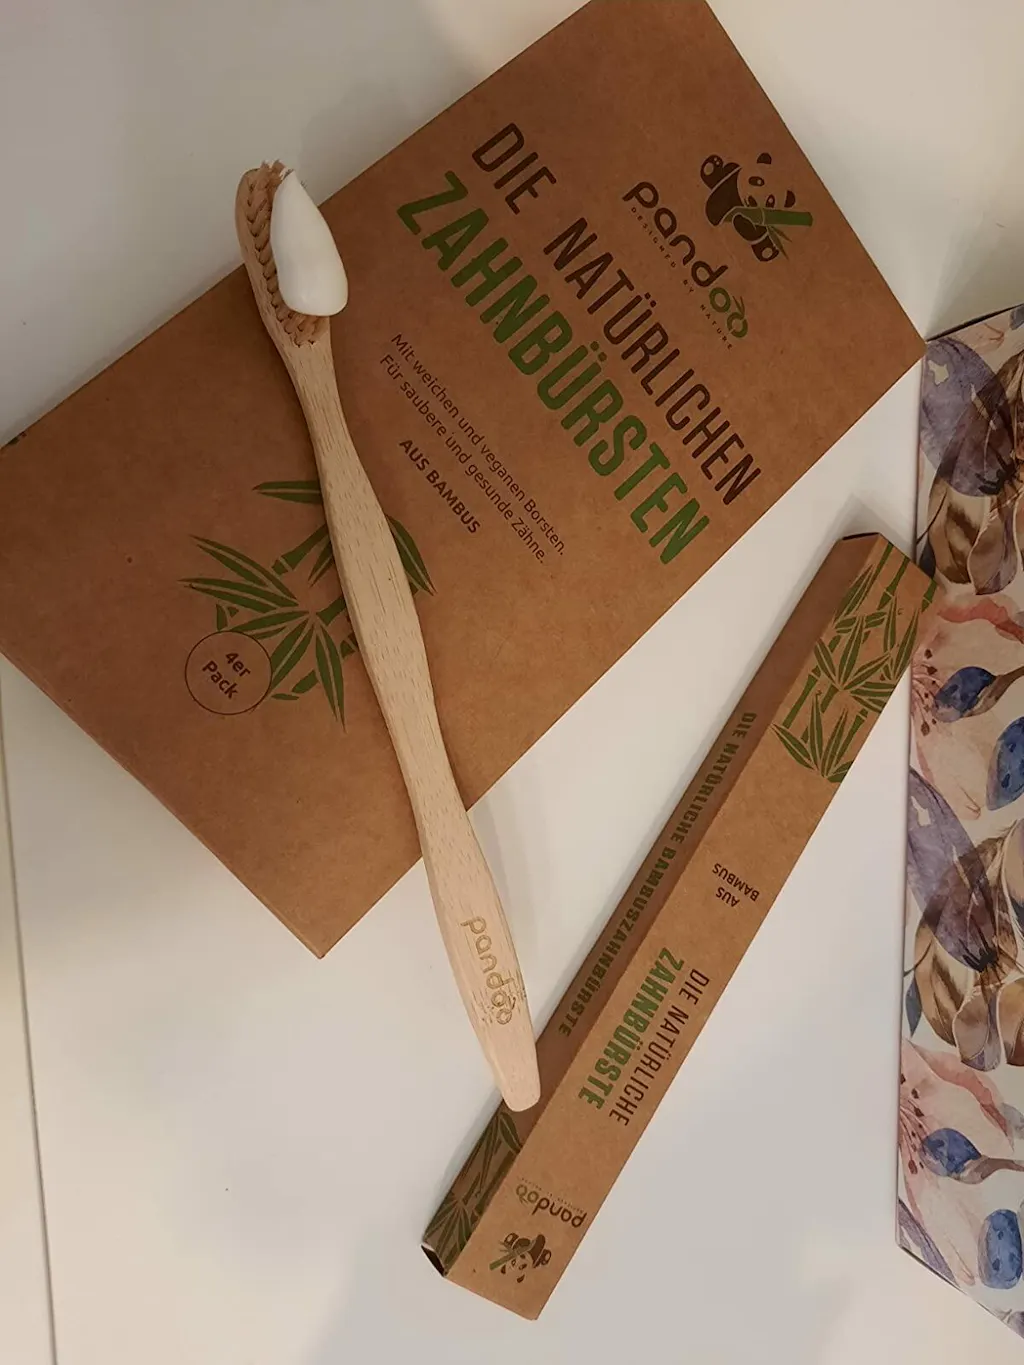 pandoo
DESIGNED BY NATURE
DIE NATÜRLICHEN
ZAHNBÜRSTEN
Mit weichen und veganen Borsten.
Für saubere und gesunde Zähne.
AUS BAMBUS
4er
Pack
pandoo
DIE NATÜRLICHE BAMBUSZAHNBÜRSTE
AUS
BAMBUS
DIE NATÜRLICHE
ZAHNBÜRSTE
pandoo